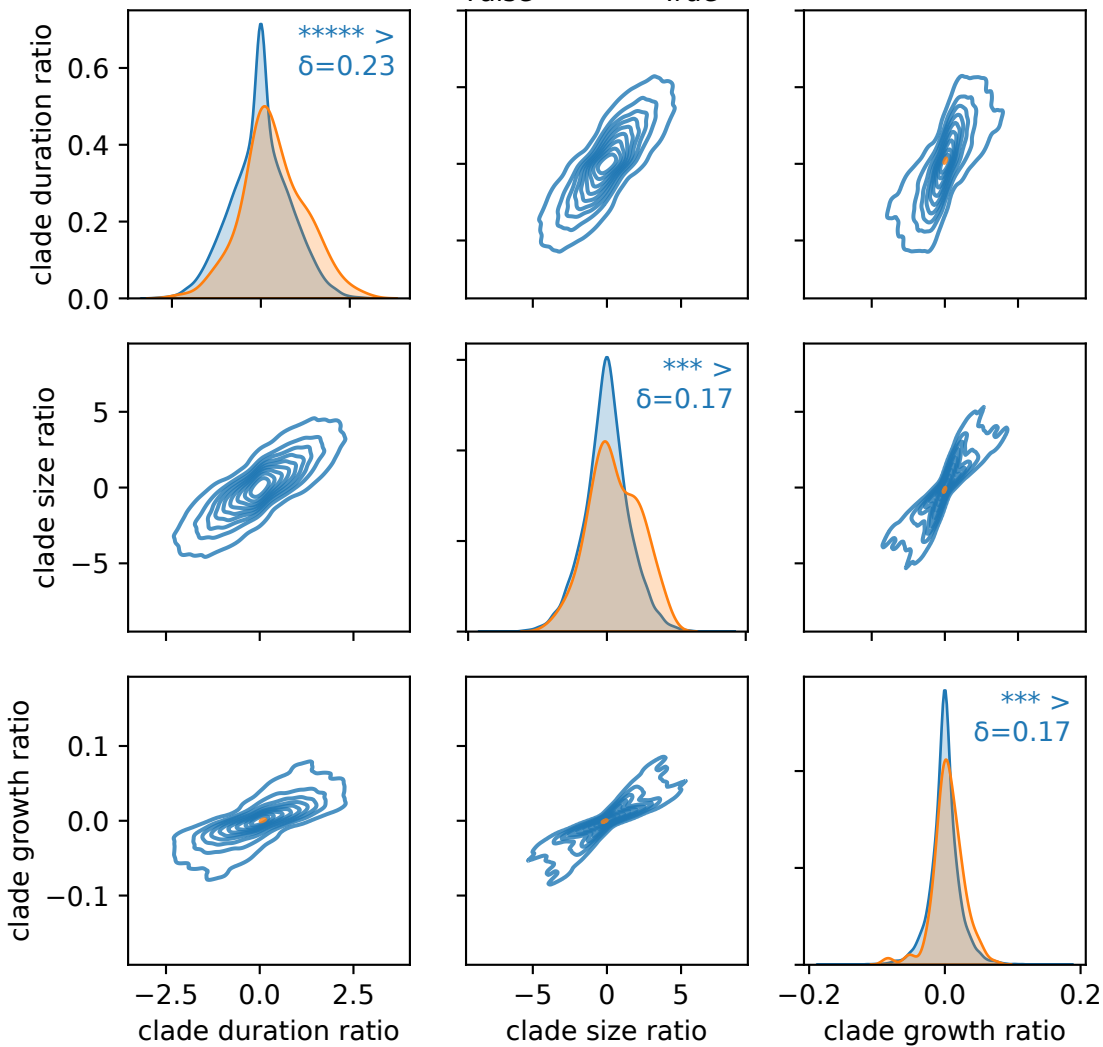 clade duration ratio
0.6
0.4
0.2
0.0
***** >
δ=0.23
clade size ratio
5
0
−5
*** >
δ=0.17
clade growth ratio
0.1
0.0
−0.1
*** >
δ=0.17
−2.5 0.0 2.5
clade duration ratio
−5 0 5
clade size ratio
−0.2 0.0 0.2
clade growth ratio